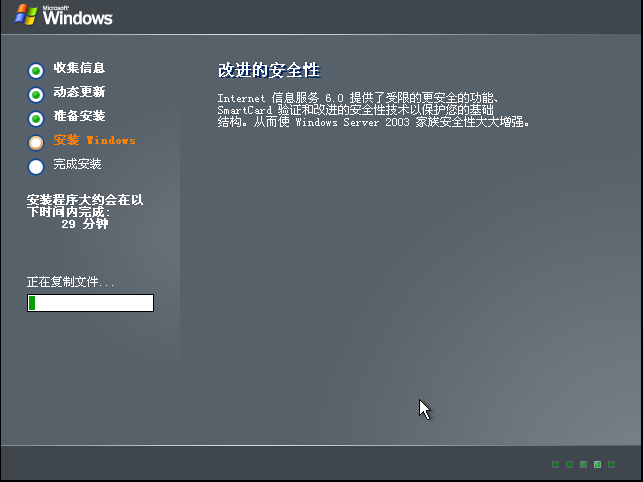 Microsoft
Windows
收集信息
动态更新
准备安装
安装 Windows
完成安装
安装程序大约会在以
下时间内完成:
29 分钟
正在复制文件...
改进的安全性
Internet 信息服务 6.0 提供了受限的更安全的功能、
SmartCard 验证和改进的安全性技术以保护您的基础
结构。从而使 Windows Server 2003 家族安全性大大增强。